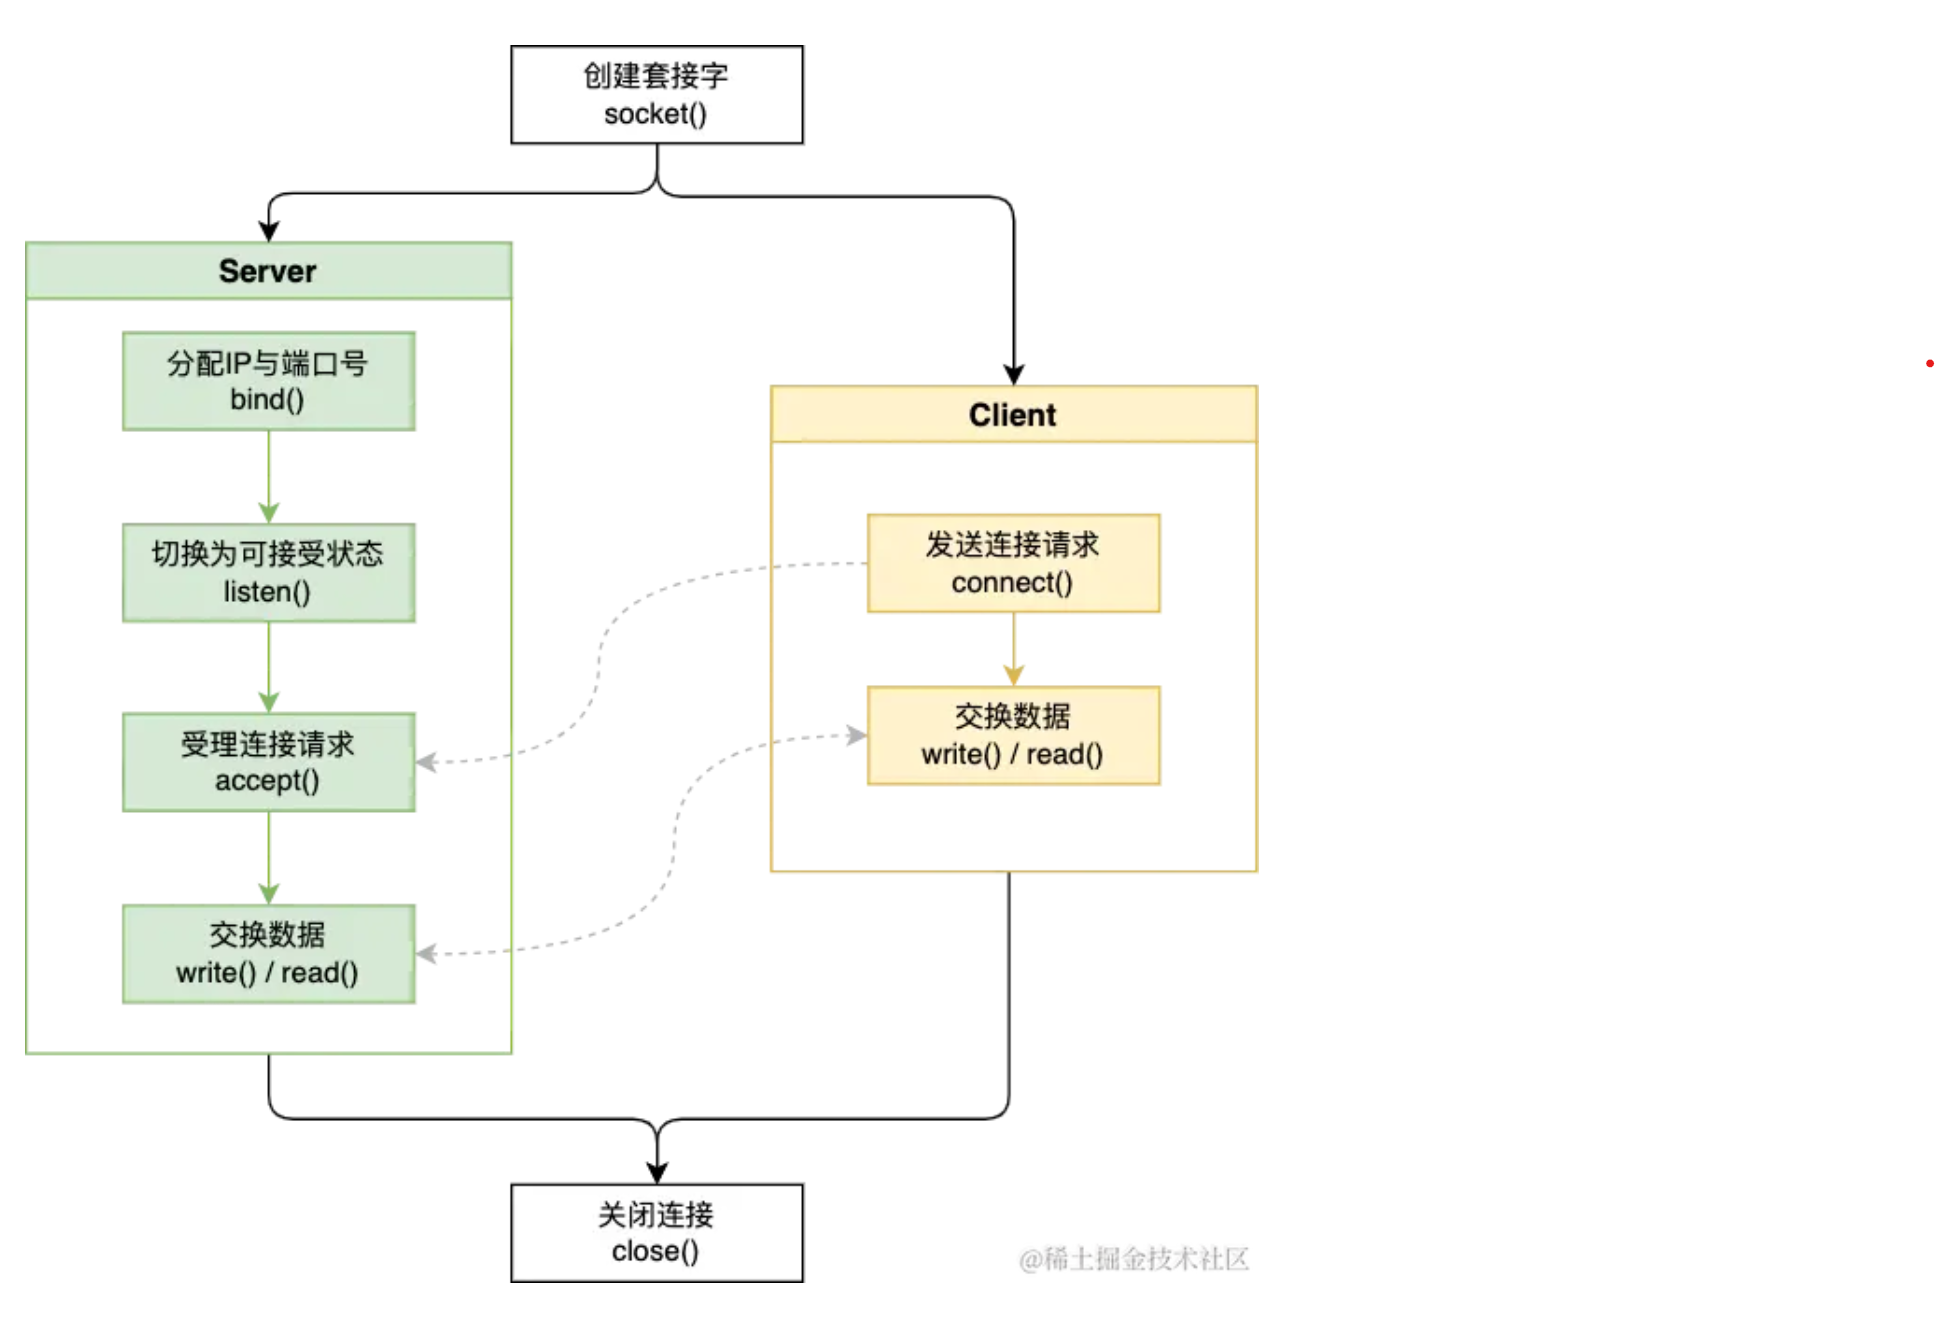 创建套接字
socket()
Server
分配IP与端口号
bind()
切换为可接受状态
listen()
受理连接请求
accept()
交换数据
write() / read()
Client
发送连接请求
connect()
交换数据
write() / read()
关闭连接
close()
@稀土掘金技术社区